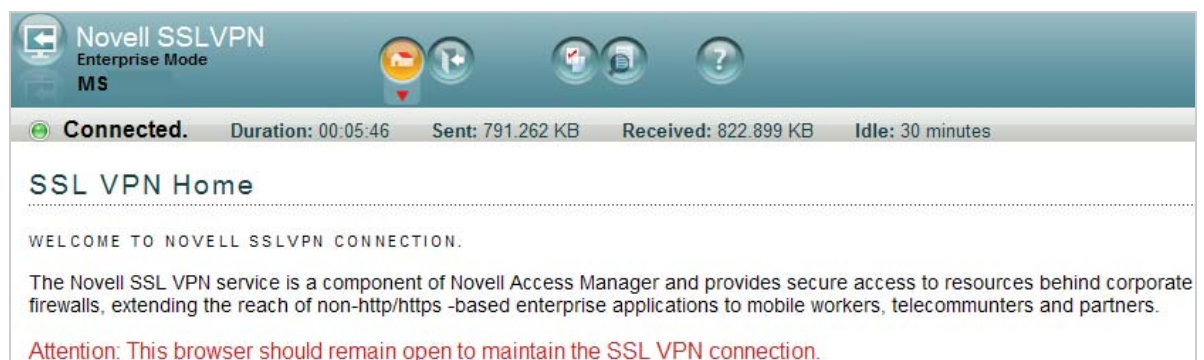 Novell SSLVPN
Enterprise Mode
MS
?
Connected. Duration: 00:05:46 Sent: 791.262 KB Received: 822.899 KB Idle: 30 minutes
SSL VPN Home
WELCOME TO NOVELL SSLVPN CONNECTION.
The Novell SSL VPN service is a component of Novell Access Manager and provides secure access to resources behind corporate
firewalls, extending the reach of non-http/https -based enterprise applications to mobile workers, telecommunters and partners.
Attention: This browser should remain open to maintain the SSL VPN connection.